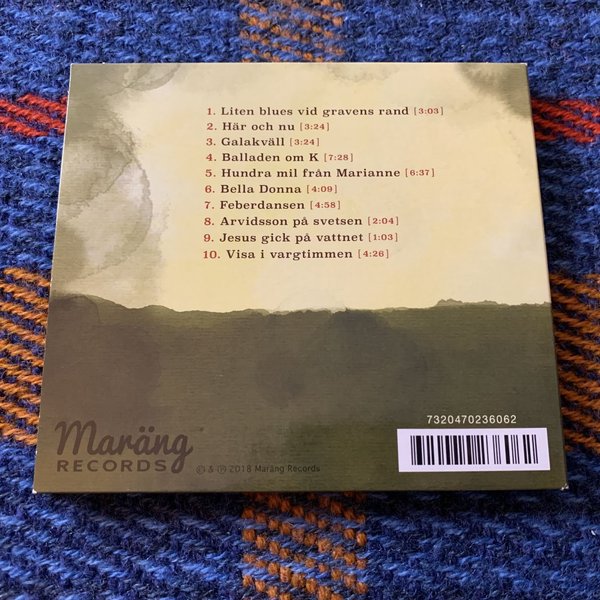 1. Liten blues vid gravens rand [3:03]
2. Här och nu [3:24]
3. Galakväll [3:24]
4. Balladen om K [7:28]
5. Hundra mil från Marianne [6:37]
6. Bella Donna [4:09]
7. Feberdansen [4:58]
8. Arvidsson på svetsen [2:04]
9. Jesus gick på vattnet [1:03]
10. Visa i vargtimmen [4:26]
7320470236062
Maräng
RECORDS
© & ℗ 2018 Maräng Records